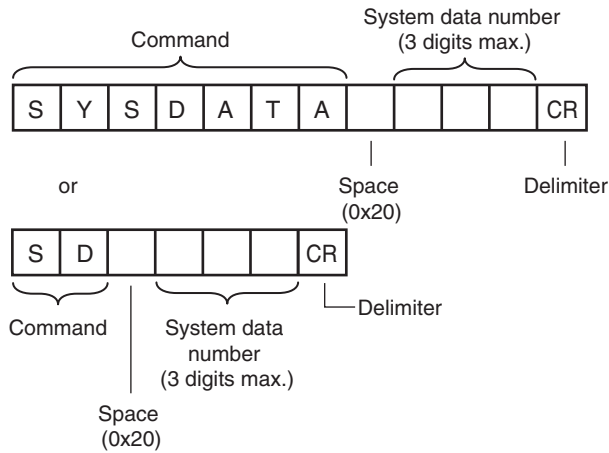 System data number
(3 digits max.)
Command
S Y S D A T A CR
or
Space
(0x20)
Delimiter
S D CR
Command
System data
number
(3 digits max.)
Delimiter
Space
(0x20)